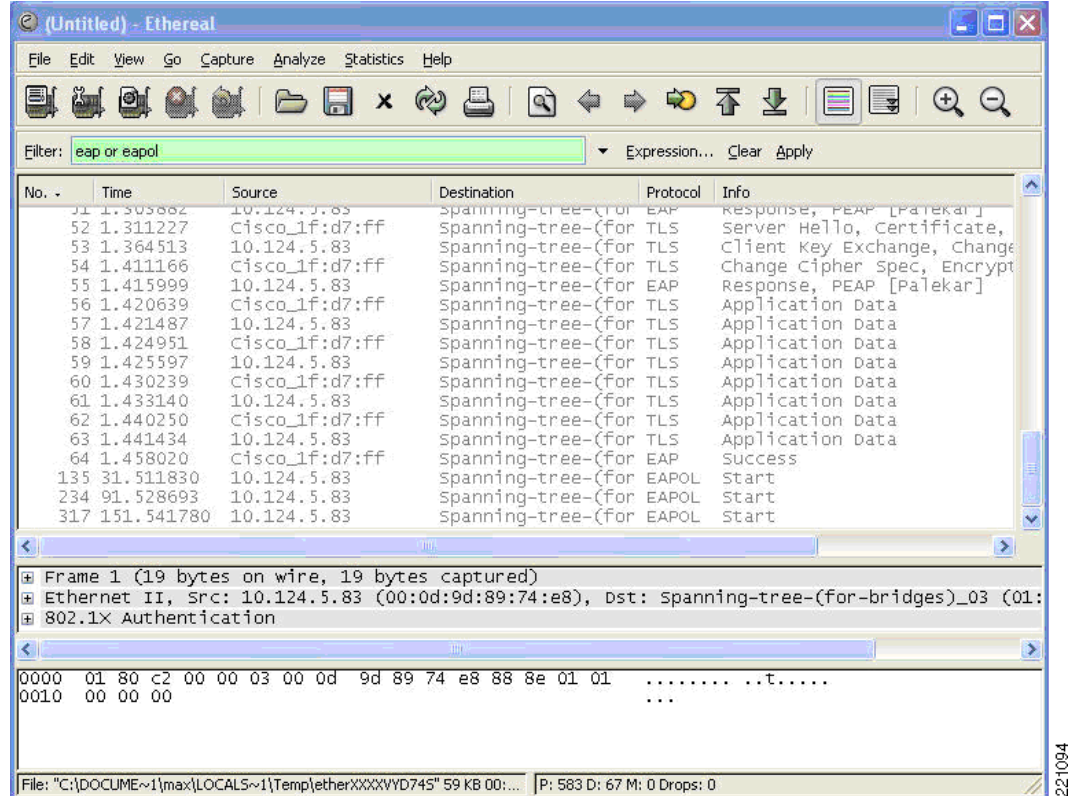 (Untitled) - Ethereal
File Edit View Go Capture Analyze Statistics Help
Filter: eap or eapol Expression... Clear Apply
No. - Time Source Destination Protocol Info
51 1.303882 10.124.5.83 Spanning-tree-(for EAP Response, PEAP [Palekar]
52 1.311227 Cisco_1f:d7:ff Spanning-tree-(for TLS Server Hello, Certificate,
53 1.364513 10.124.5.83 Spanning-tree-(for TLS Client Key Exchange, Change
54 1.411166 Cisco_1f:d7:ff Spanning-tree-(for TLS Change Cipher Spec, Encrypt
55 1.415999 10.124.5.83 Spanning-tree-(for EAP Response, PEAP [Palekar]
56 1.420639 Cisco_1f:d7:ff Spanning-tree-(for TLS Application Data
57 1.421487 10.124.5.83 Spanning-tree-(for TLS Application Data
58 1.424951 Cisco_1f:d7:ff Spanning-tree-(for TLS Application Data
59 1.425597 10.124.5.83 Spanning-tree-(for TLS Application Data
60 1.430239 Cisco_1f:d7:ff Spanning-tree-(for TLS Application Data
61 1.433140 10.124.5.83 Spanning-tree-(for TLS Application Data
62 1.440250 Cisco_1f:d7:ff Spanning-tree-(for TLS Application Data
63 1.441434 10.124.5.83 Spanning-tree-(for TLS Application Data
64 1.458020 Cisco_1f:d7:ff Spanning-tree-(for EAP Success
135 31.511830 10.124.5.83 Spanning-tree-(for EAPOL Start
234 91.528693 10.124.5.83 Spanning-tree-(for EAPOL Start
317 151.541780 10.124.5.83 Spanning-tree-(for EAPOL Start
Frame 1 (19 bytes on wire, 19 bytes captured)
Ethernet II, Src: 10.124.5.83 (00:0d:9d:89:74:e8), Dst: Spanning-tree-(for-bridges)_03 (01:
802.1X Authentication
0000 01 80 c2 00 00 03 00 0d 9d 89 74 e8 88 8e 01 01 ........ ..t.....
0010 00 00 00 ...
File: "C:\DOCUME~1\max\LOCALS~1\Temp\etherXXXXVYD74S" 59 KB 00:... P: 583 D: 67 M: 0 Drops: 0
221094